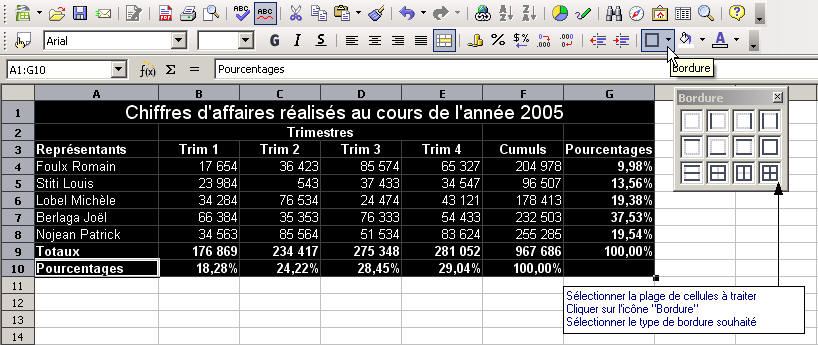 ABC ABC
Arial G I S % $% 0.000 0.000 A
Bordure
A1:G10 f(x) Σ = Pourcentages
A B C D E F G
Bordure
1 Chiffres d'affaires réalisés au cours de l'année 2005
2 Trimestres
3 Représentants Trim 1 Trim 2 Trim 3 Trim 4 Cumuls Pourcentages
4 Foulx Romain 17 654 36 423 85 574 65 327 204 978 9,98%
5 Stiti Louis 23 984 543 37 433 34 547 96 507 13,56%
6 Lobel Michèle 34 284 76 534 24 474 43 121 178 413 19,38%
7 Berlaga Joël 66 384 35 353 76 333 54 433 232 503 37,53%
8 Nojean Patrick 34 563 85 564 51 534 83 624 255 285 19,54%
9 Totaux 176 869 234 417 275 348 281 052 967 686 100,00%
10 Pourcentages 18,28% 24,22% 28,45% 29,04% 100,00%
11
12
13
14
Sélectionner la plage de cellules à traiter
Cliquer sur l'icône "Bordure"
Sélectionner le type de bordure souhaité